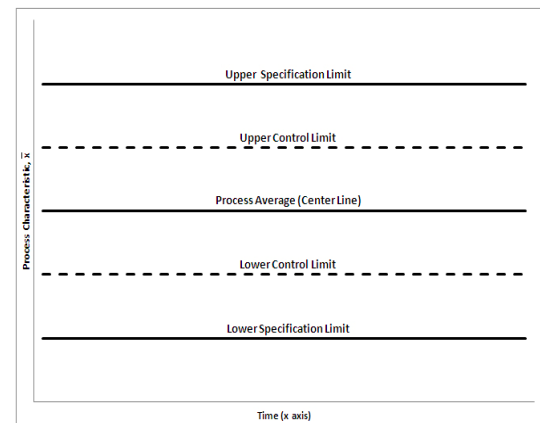 Upper Specification Limit
Upper Control Limit
Process Average (Center Line)
Lower Control Limit
Lower Specification Limit
Process Characteristic, x̅
Time (x axis)